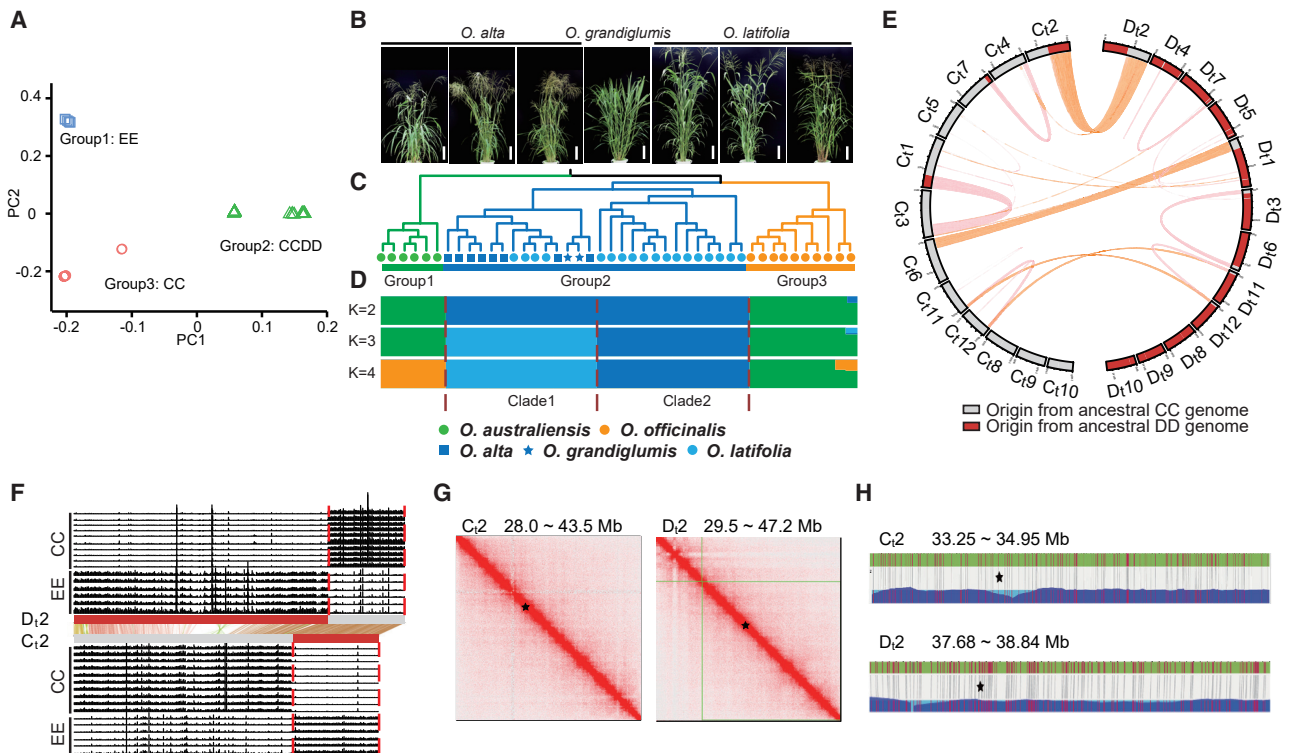 A
PC2
0.4
0.2
0
-0.2
Group1: EE
Group2: CCDD
Group3: CC
-0.2
-0.1
0
0.1
0.2
PC1
B
O. alta
O. grandiglumis
O. latifolia
C
Group1
Group2
Group3
D
K=2
K=3
K=4
Clade1
Clade2
O. australiensis
O. officinalis
O. alta
O. grandiglumis
O. latifolia
E
Ct2
Ct4
Ct7
Ct5
Ct1
Ct3
Ct6
Ct11
Ct12
Ct8
Ct9
Ct10
Dt2
Dt4
Dt7
Dt5
Dt1
Dt3
Dt6
Dt11
Dt12
Dt8
Dt9
Dt10
Origin from ancestral CC genome
Origin from ancestral DD genome
F
CC
EE
Dt2
Ct2
CC
EE
G
Ct2 28.0 ~ 43.5 Mb
Dt2 29.5 ~ 47.2 Mb
H
Ct2 33.25 ~ 34.95 Mb
Dt2 37.68 ~ 38.84 Mb